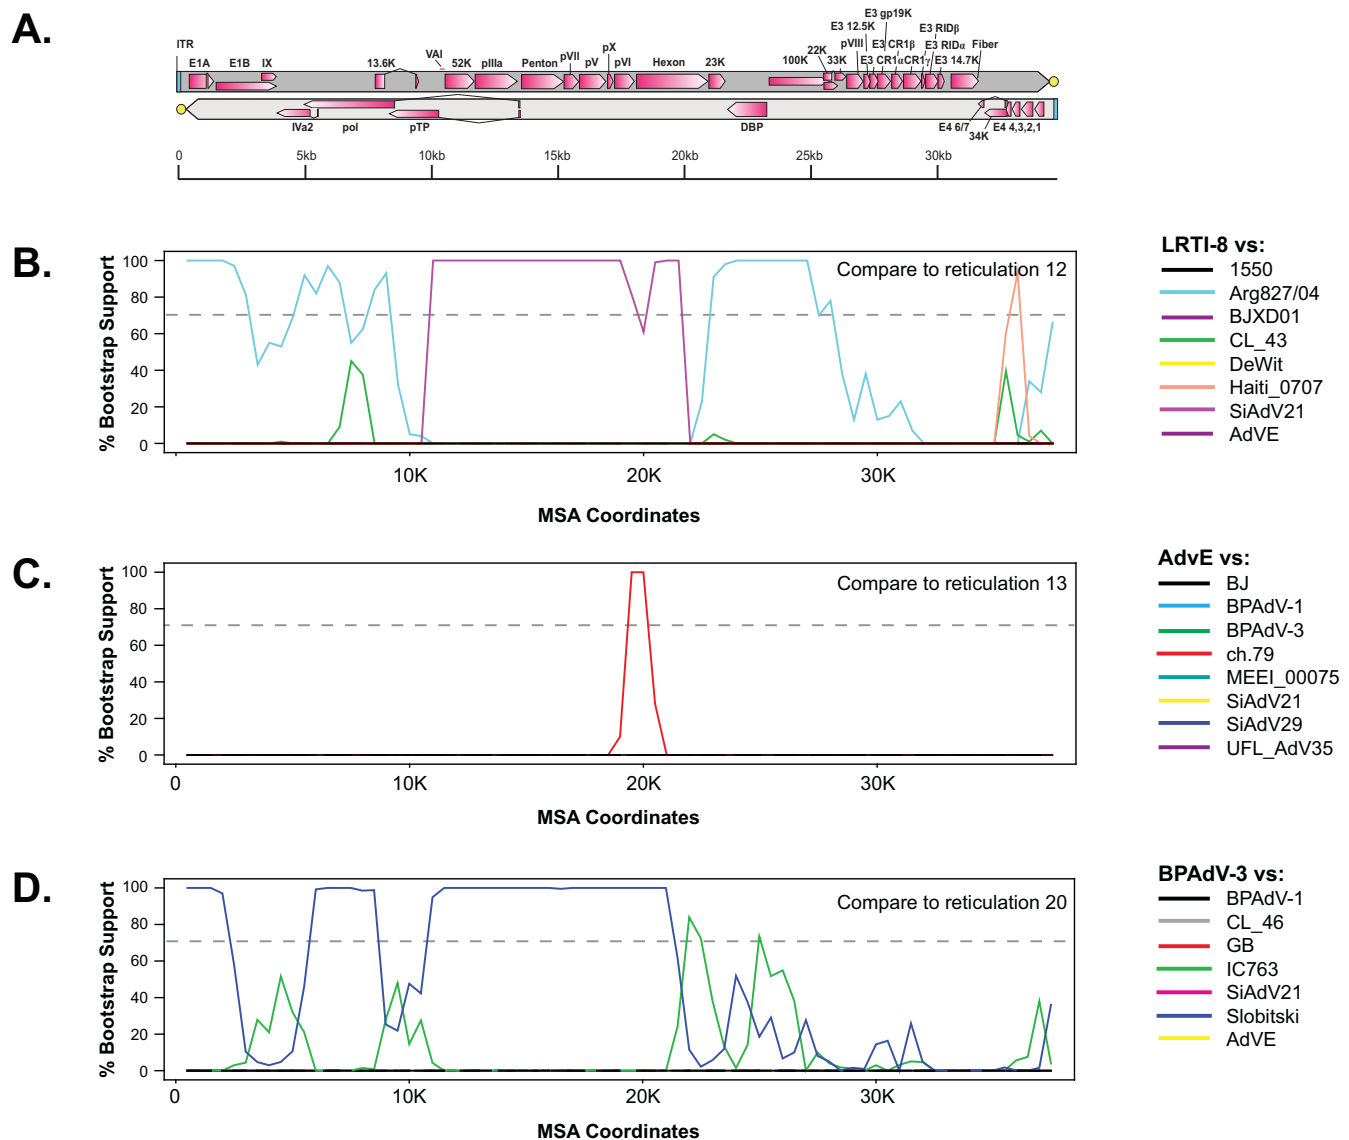 A.
E3 gp19K
E3 12.5K
E3 RIDβ
22K
pVIII
E3 CR1β
E3 RIDα
Fiber
ITR
E1A
E1B
IX
13.6K
VAI
52K
pIIIa
Penton
pVII
pV
pX
pVI
Hexon
23K
100K
33K
E3 CR1α
CR1γ
E3 14.7K
IVa2
pol
pTP
DBP
E4 6/7
34K
E4 4,3,2,1
0 5kb 10kb 15kb 20kb 25kb 30kb
B.
% Bootstrap Support
100
80
60
40
20
0
Compare to reticulation 12
10K 20K 30K
MSA Coordinates
LRTI-8 vs:
1550
Arg827/04
BJXD01
CL_43
DeWit
Haiti_0707
SiAdV21
AdVE
C.
% Bootstrap Support
100
80
60
40
20
0
Compare to reticulation 13
0 10K 20K 30K
MSA Coordinates
AdvE vs:
BJ
BPAdV-1
BPAdV-3
ch.79
MEEI_00075
SiAdV21
SiAdV29
UFL_AdV35
D.
% Bootstrap Support
100
80
60
40
20
0
Compare to reticulation 20
0 10K 20K 30K
MSA Coordinates
BPAdV-3 vs:
BPAdV-1
CL_46
GB
IC763
SiAdV21
Slobitski
AdVE